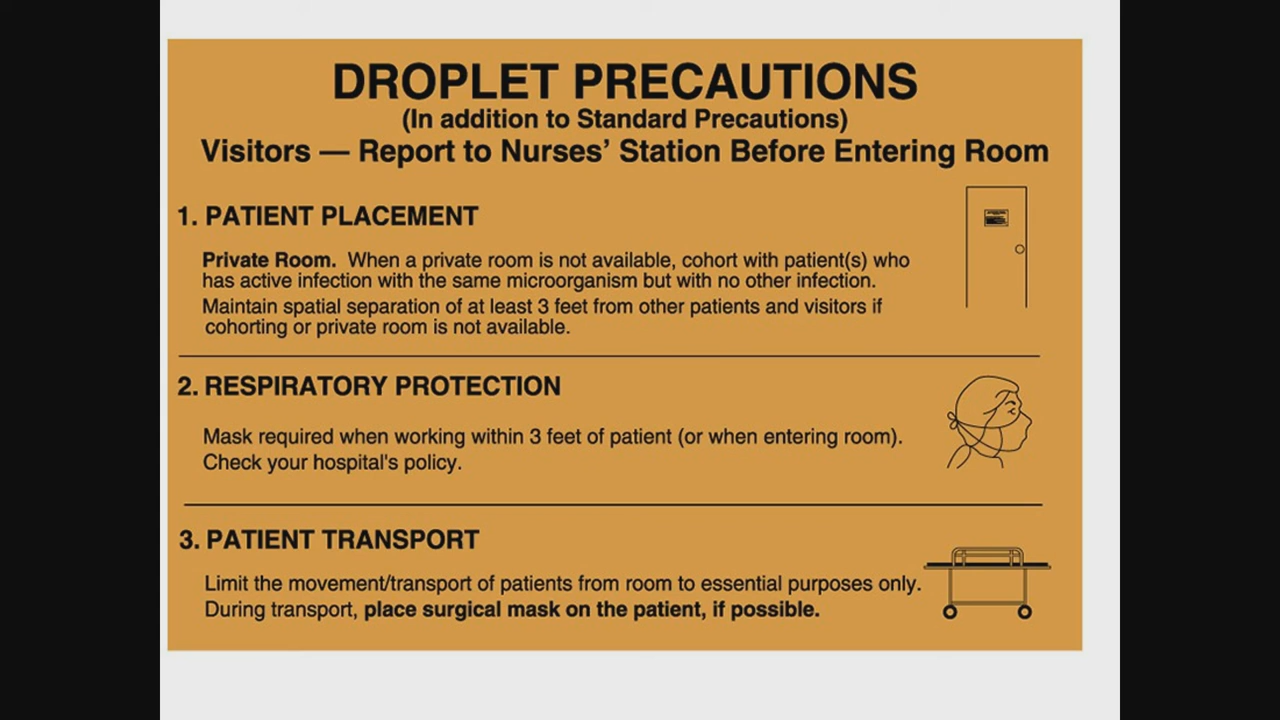 DROPLET PRECAUTIONS
(In addition to Standard Precautions)
Visitors — Report to Nurses’ Station Before Entering Room
1. PATIENT PLACEMENT
Private Room. When a private room is not available, cohort with patient(s) who
has active infection with the same microorganism but with no other infection.
Maintain spatial separation of at least 3 feet from other patients and visitors if
cohorting or private room is not available.
2. RESPIRATORY PROTECTION
Mask required when working within 3 feet of patient (or when entering room).
Check your hospital's policy.
3. PATIENT TRANSPORT
Limit the movement/transport of patients from room to essential purposes only.
During transport, place surgical mask on the patient, if possible.